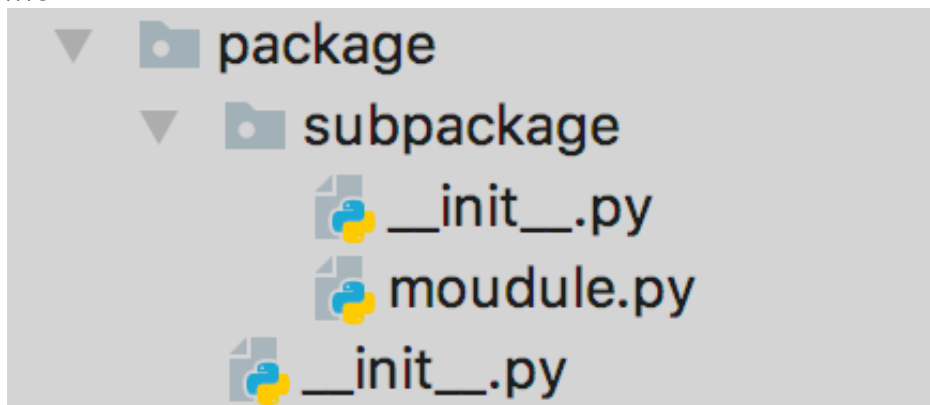 package
subpackage
__init__.py
moudule.py
__init__.py